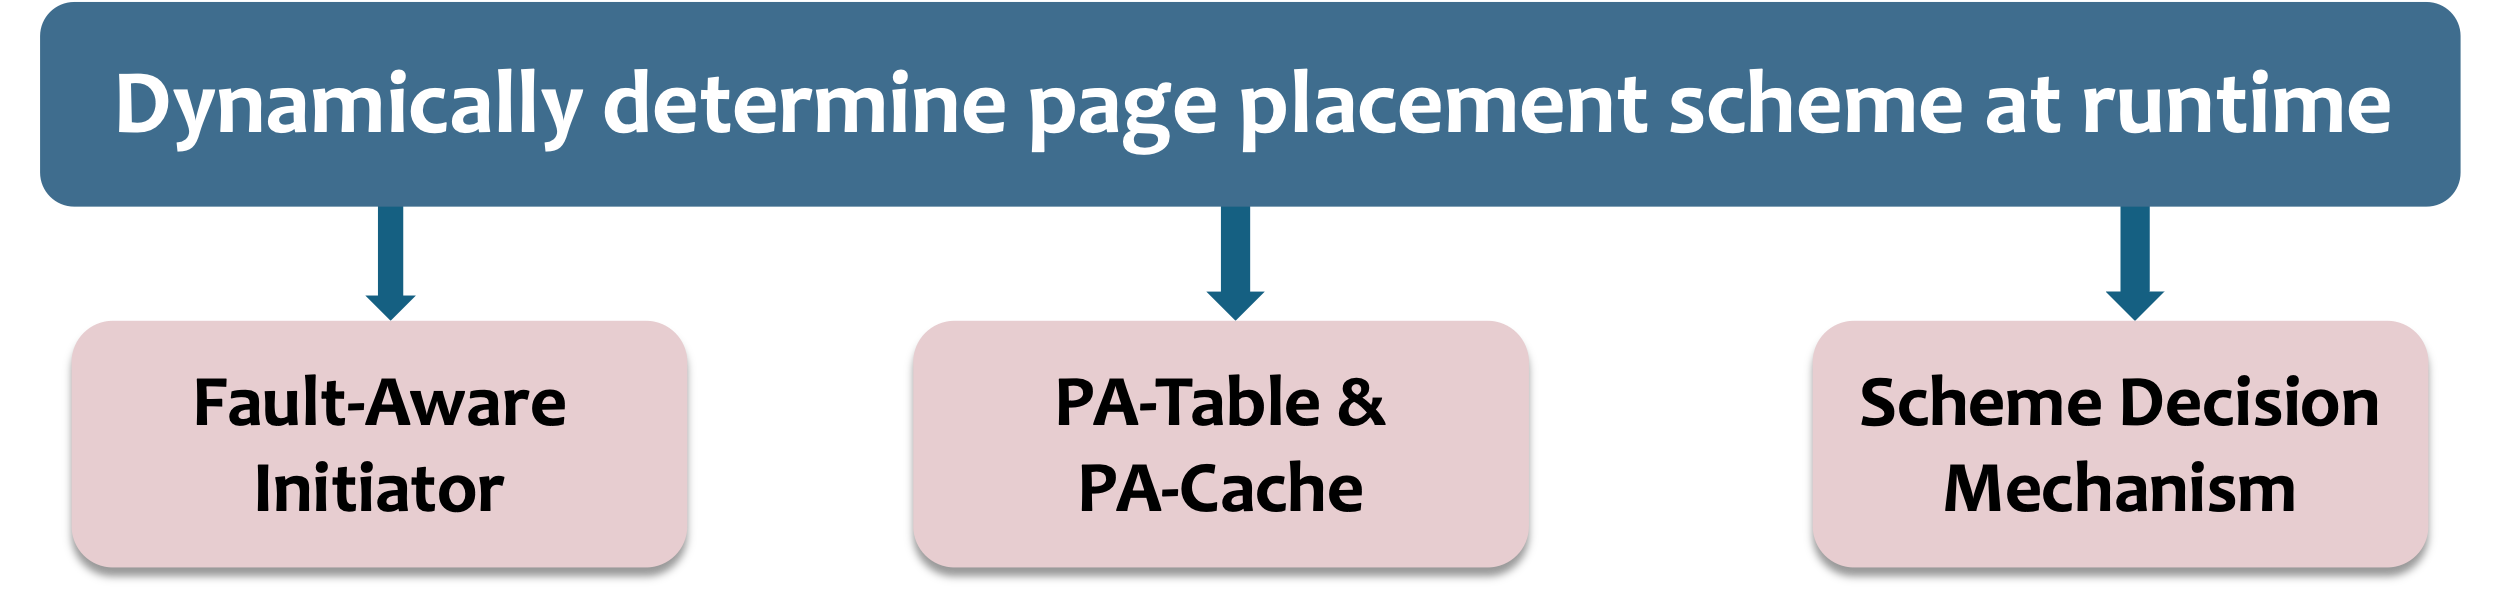 Dynamically determine page placement scheme at runtime
Fault-Aware
Initiator
PA-Table &
PA-Cache
Scheme Decision
Mechanism